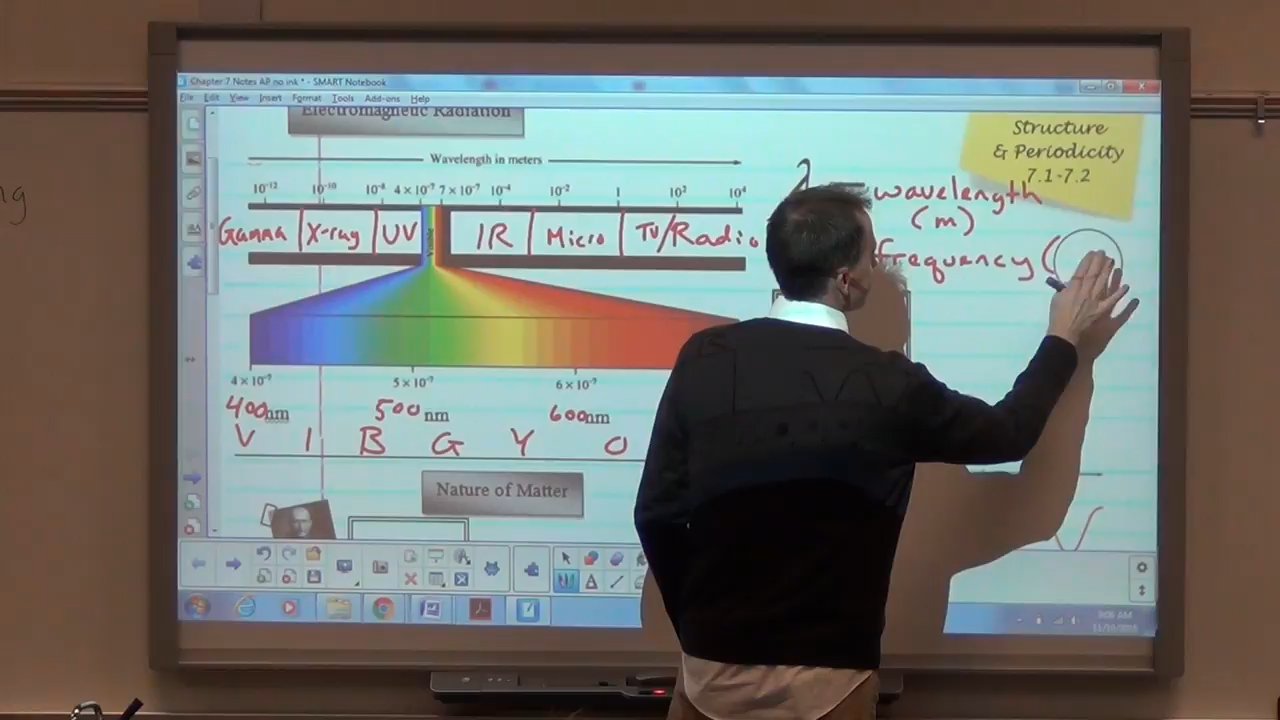 ng
Chapter 7 Notes AP no ink * - SMART Notebook
File Edit View Insert Format Tools Add-ons Help
Electromagnetic Radiation
Structure
& Periodicity
7.1-7.2
Wavelength in meters
10⁻¹² 10⁻¹⁰ 10⁻⁸ 4 × 10⁻⁷ 7 × 10⁻⁷ 10⁻⁴ 10⁻² 1 10² 10⁴
λ = wavelength
(m)
Gamma X-ray UV Visible IR Micro TV/Radio
frequency (
4 × 10⁻⁷ 5 × 10⁻⁷ 6 × 10⁻⁷
400nm 500nm 600nm
V I B G Y O
Nature of Matter